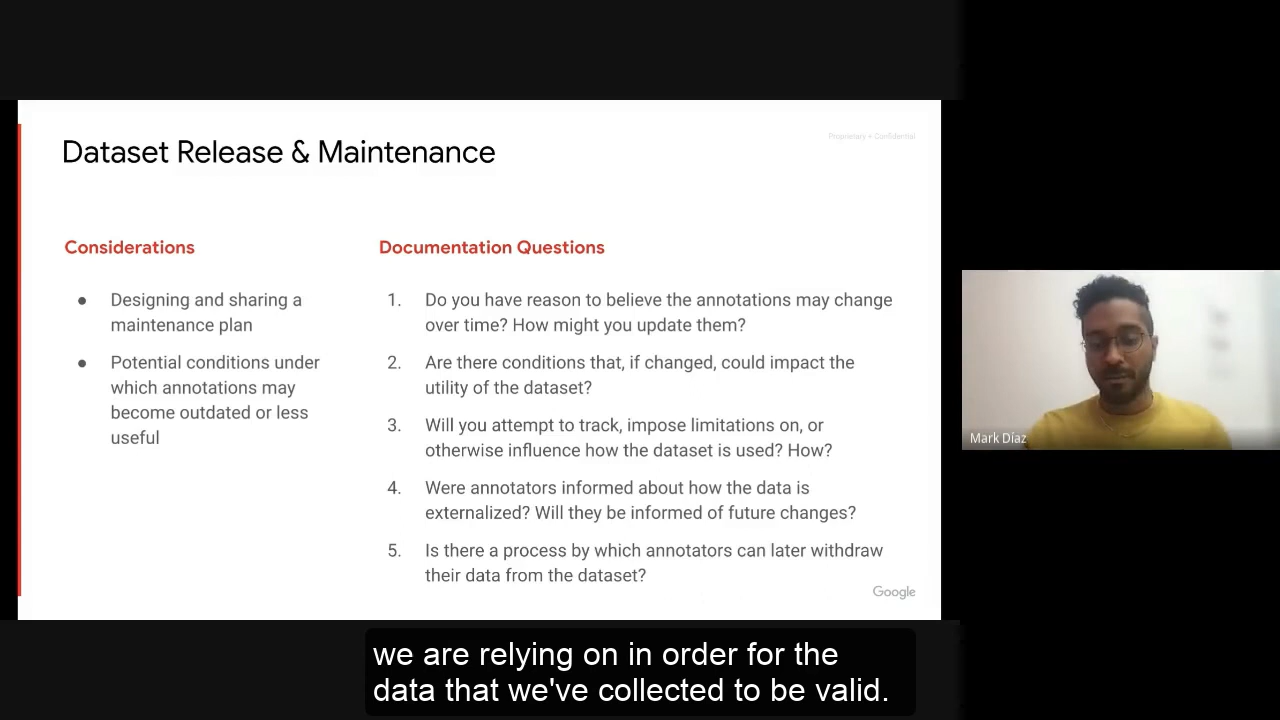 Proprietary + Confidential
Dataset Release & Maintenance
Considerations
● Designing and sharing a
maintenance plan
● Potential conditions under
which annotations may
become outdated or less
useful
Documentation Questions
1. Do you have reason to believe the annotations may change
over time? How might you update them?
2. Are there conditions that, if changed, could impact the
utility of the dataset?
3. Will you attempt to track, impose limitations on, or
otherwise influence how the dataset is used? How?
4. Were annotators informed about how the data is
externalized? Will they be informed of future changes?
5. Is there a process by which annotators can later withdraw
their data from the dataset?
Google
Mark Díaz
we are relying on in order for the
data that we've collected to be valid.